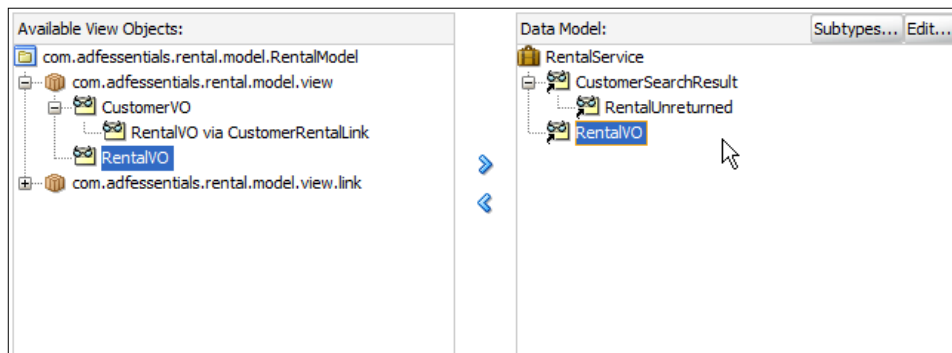 Available View Objects:
com.adfessentials.rental.model.RentalModel
com.adfessentials.rental.model.view
CustomerVO
RentalVO via CustomerRentalLink
RentalVO
com.adfessentials.rental.model.view.link
Data Model:
Subtypes... Edit...
RentalService
CustomerSearchResult
RentalUnreturned
RentalVO